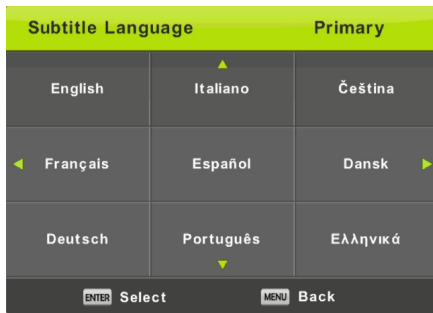 Subtitle Language Primary
English Italiano Čeština
Français Español Dansk
Deutsch Português Ελληνικά
ENTER Select MENU Back